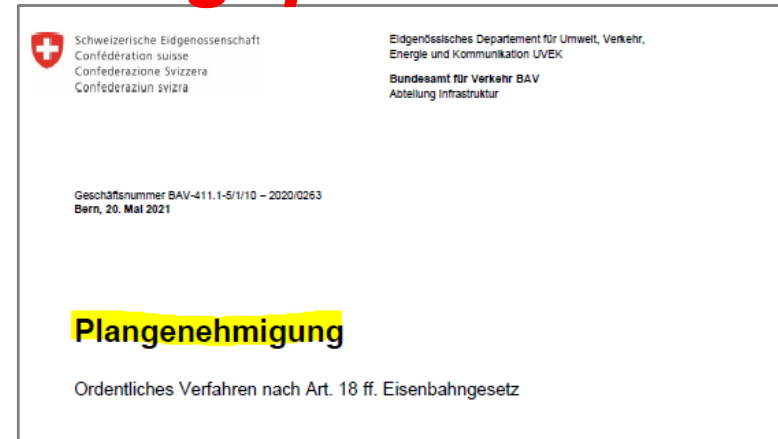 Schweizerische Eidgenossenschaft
Confédération suisse
Confederazione Svizzera
Confederaziun svizra
Eidgenössisches Departement für Umwelt, Verkehr,
Energie und Kommunikation UVEK
Bundesamt für Verkehr BAV
Abteilung Infrastruktur
Geschäftsnummer BAV-411.1-5/1/10 – 2020/0263
Bern, 20. Mai 2021
Plangenehmigung
Ordentliches Verfahren nach Art. 18 ff. Eisenbahngesetz